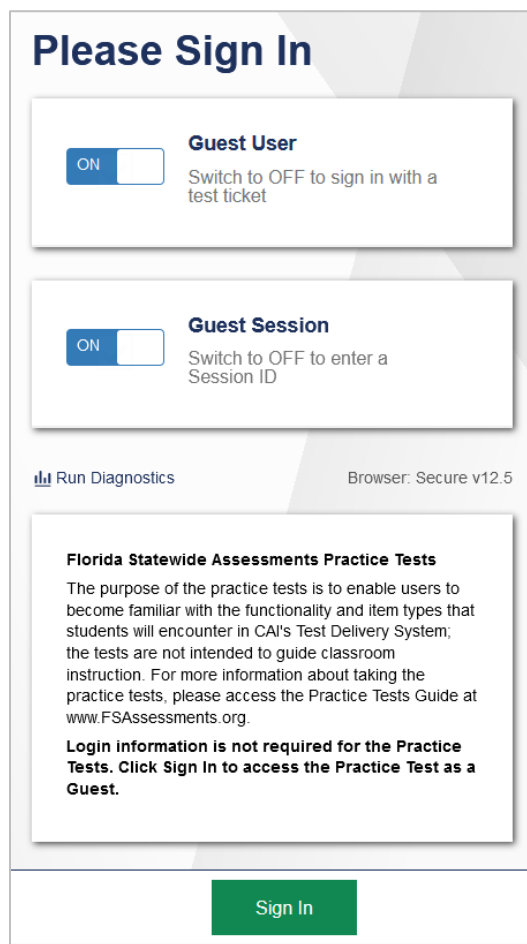 Please Sign In
ON
Guest User
Switch to OFF to sign in with a
test ticket
ON
Guest Session
Switch to OFF to enter a
Session ID
Run Diagnostics
Browser: Secure v12.5
Florida Statewide Assessments Practice Tests
The purpose of the practice tests is to enable users to
become familiar with the functionality and item types that
students will encounter in CAI's Test Delivery System;
the tests are not intended to guide classroom
instruction. For more information about taking the
practice tests, please access the Practice Tests Guide at
www.FSAssessments.org.
Login information is not required for the Practice
Tests. Click Sign In to access the Practice Test as a
Guest.
Sign In